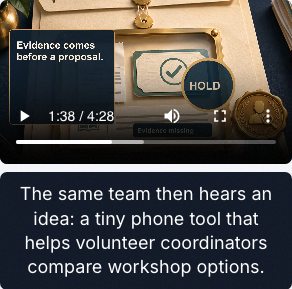 Evidence comes
before a proposal.
HOLD
1:38 / 4:28
Evidence missing
The same team then hears an
idea: a tiny phone tool that
helps volunteer coordinators
compare workshop options.